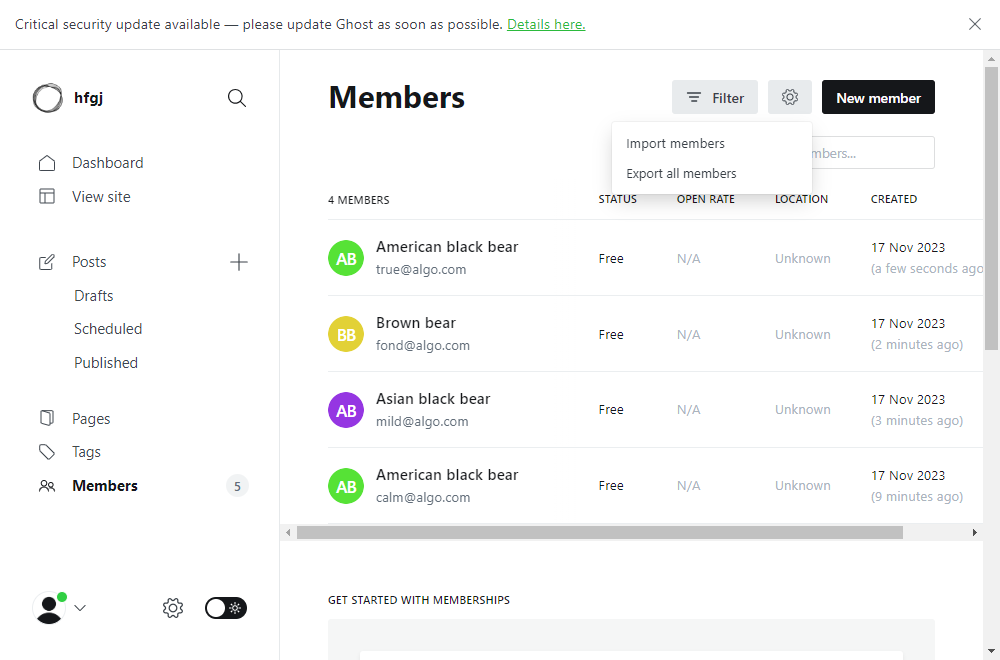 Critical security update available — please update Ghost as soon as possible. Details here.
hfgj
Dashboard
View site
Posts
Drafts
Scheduled
Published
Pages
Tags
Members 5
Members
Filter
New member
Import members
Export all members
4 MEMBERS STATUS OPEN RATE LOCATION CREATED
AB American black bear Free N/A Unknown 17 Nov 2023
true@algo.com (a few seconds ago
BB Brown bear Free N/A Unknown 17 Nov 2023
fond@algo.com (2 minutes ago)
AB Asian black bear Free N/A Unknown 17 Nov 2023
mild@algo.com (3 minutes ago)
AB American black bear Free N/A Unknown 17 Nov 2023
calm@algo.com (9 minutes ago)
GET STARTED WITH MEMBERSHIPS